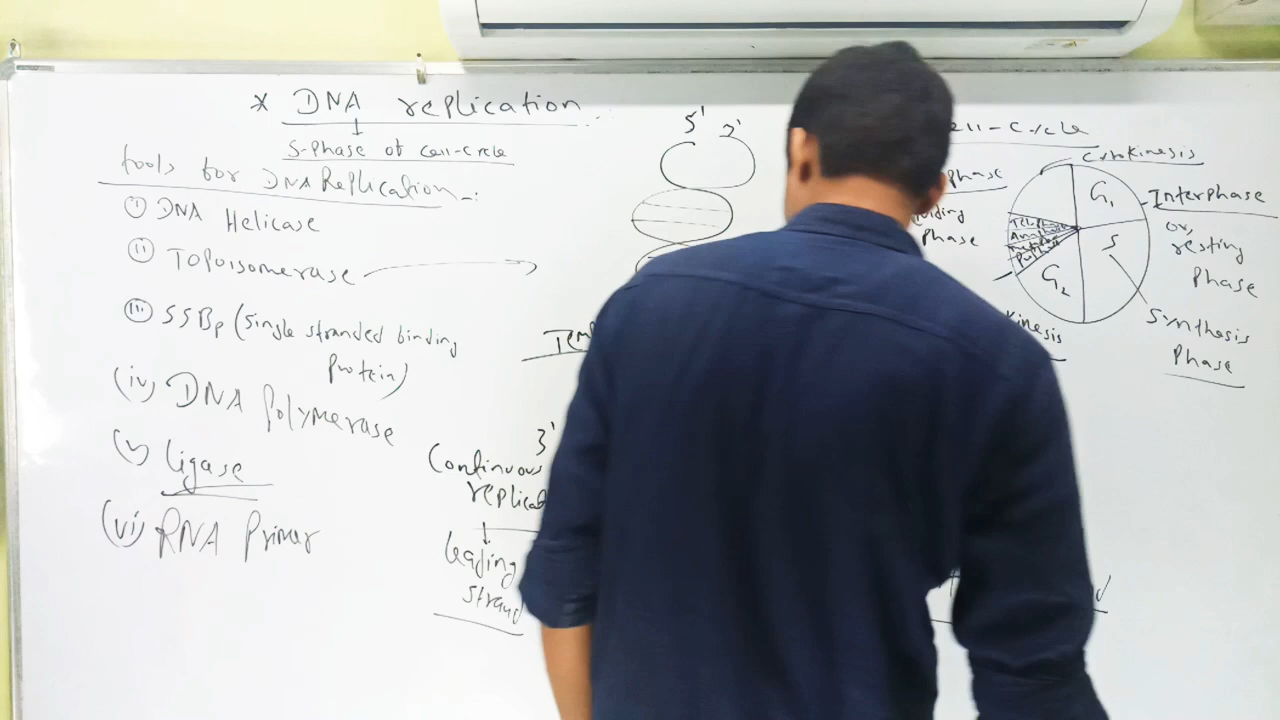 * DNA replication
S-Phase of Cell-Cycle
tools for DNA Replication :
(i) DNA Helicase
(ii) Topoisomerase
(iii) SSBp (Single stranded binding
Protein)
(iv) DNA Polymerase
(v) Ligase
(vi) RNA Primer
5' 3'
3'
Continuous
replicat
leading
strand
ell-Cycle
Cytokinesis
phase
phase
G1
S
G2
Interphase
or,
resting
Phase
Synthesis
Phase
kinesis